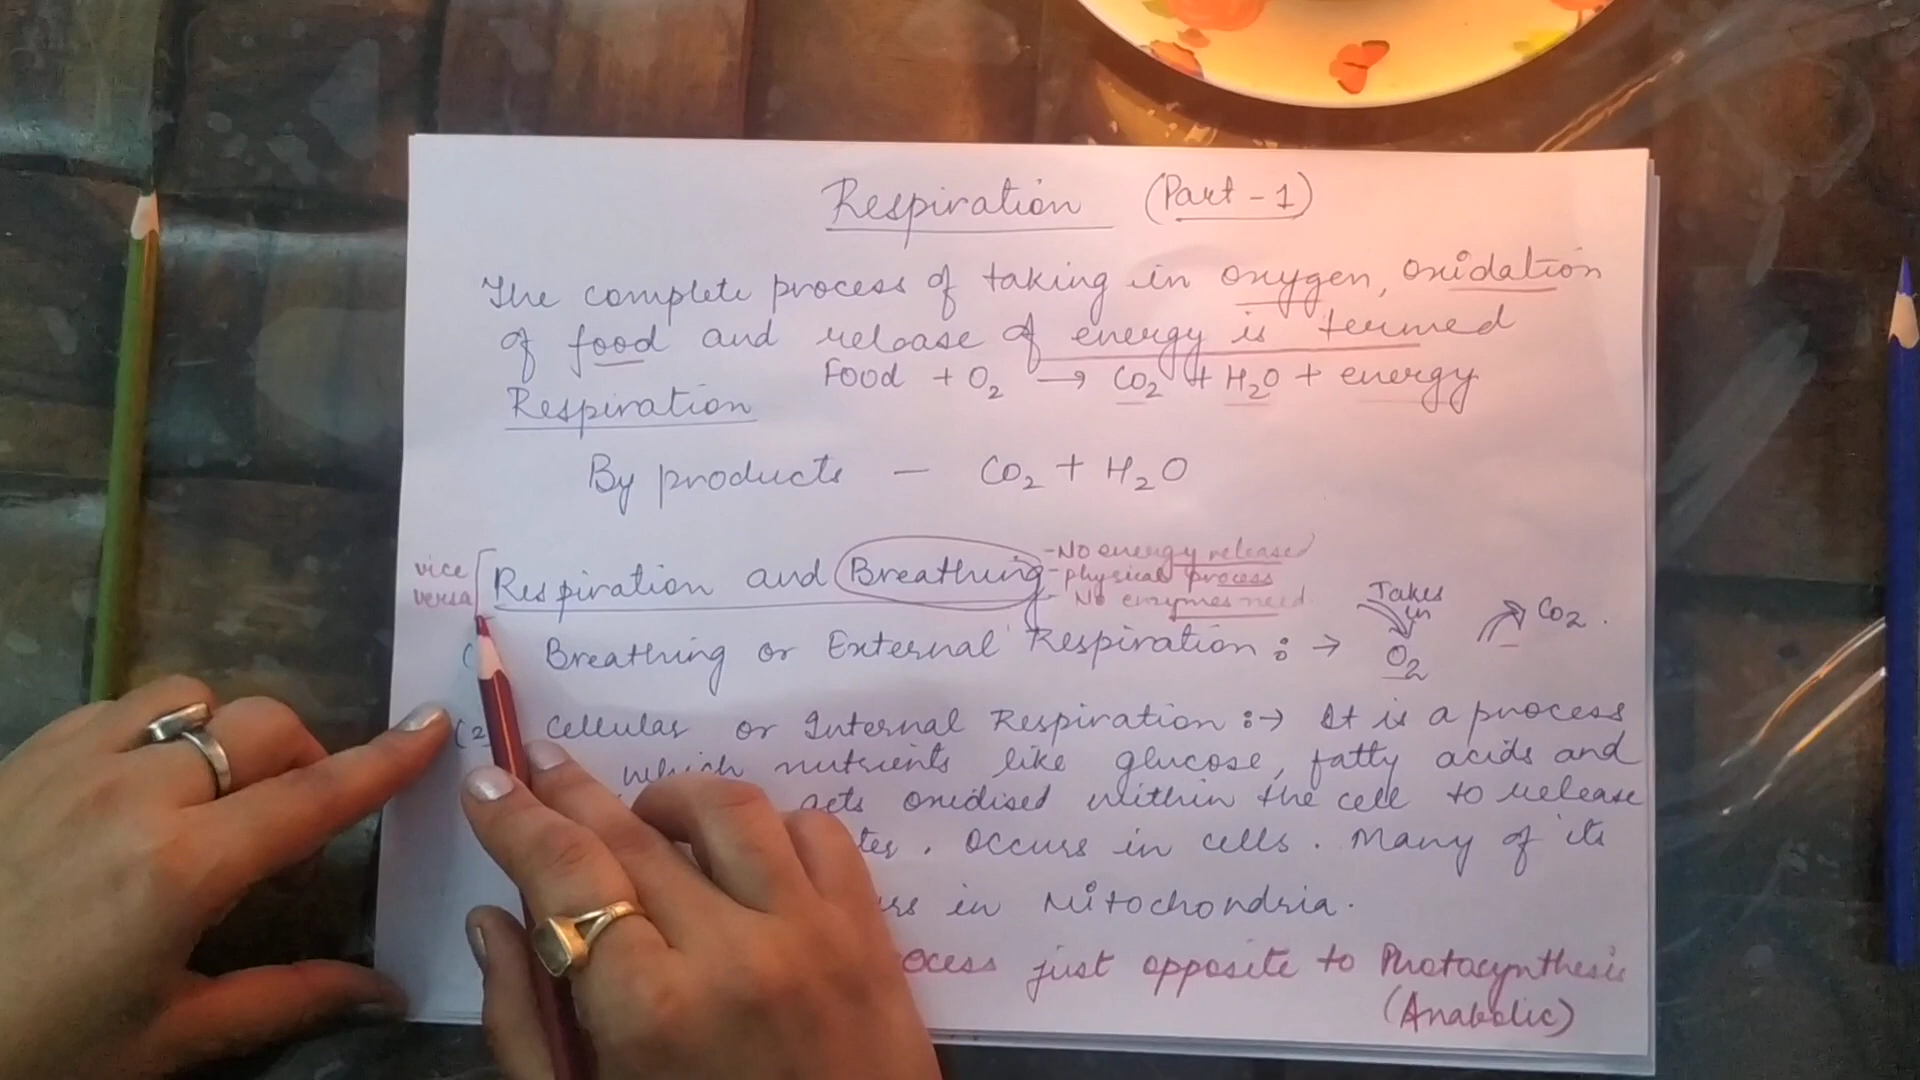 Respiration (Part - 1)
The complete process of taking in oxygen, oxidation
of food and release of energy is termed
Food + O2 → CO2 + H2O + energy
Respiration
By products — CO2 + H2O
vice versa
Respiration and Breathing
- No energy released
- physical process
- No enzymes need
Breathing or External Respiration : → Takes in O2 CO2.
(2) Cellular or Internal Respiration : → It is a process
which nutrients like glucose, fatty acids and
gets oxidised within the cell to release
. Occurs in cells. Many of its
in Mitochondria.
just opposite to Photosynthesis
(Anabolic)